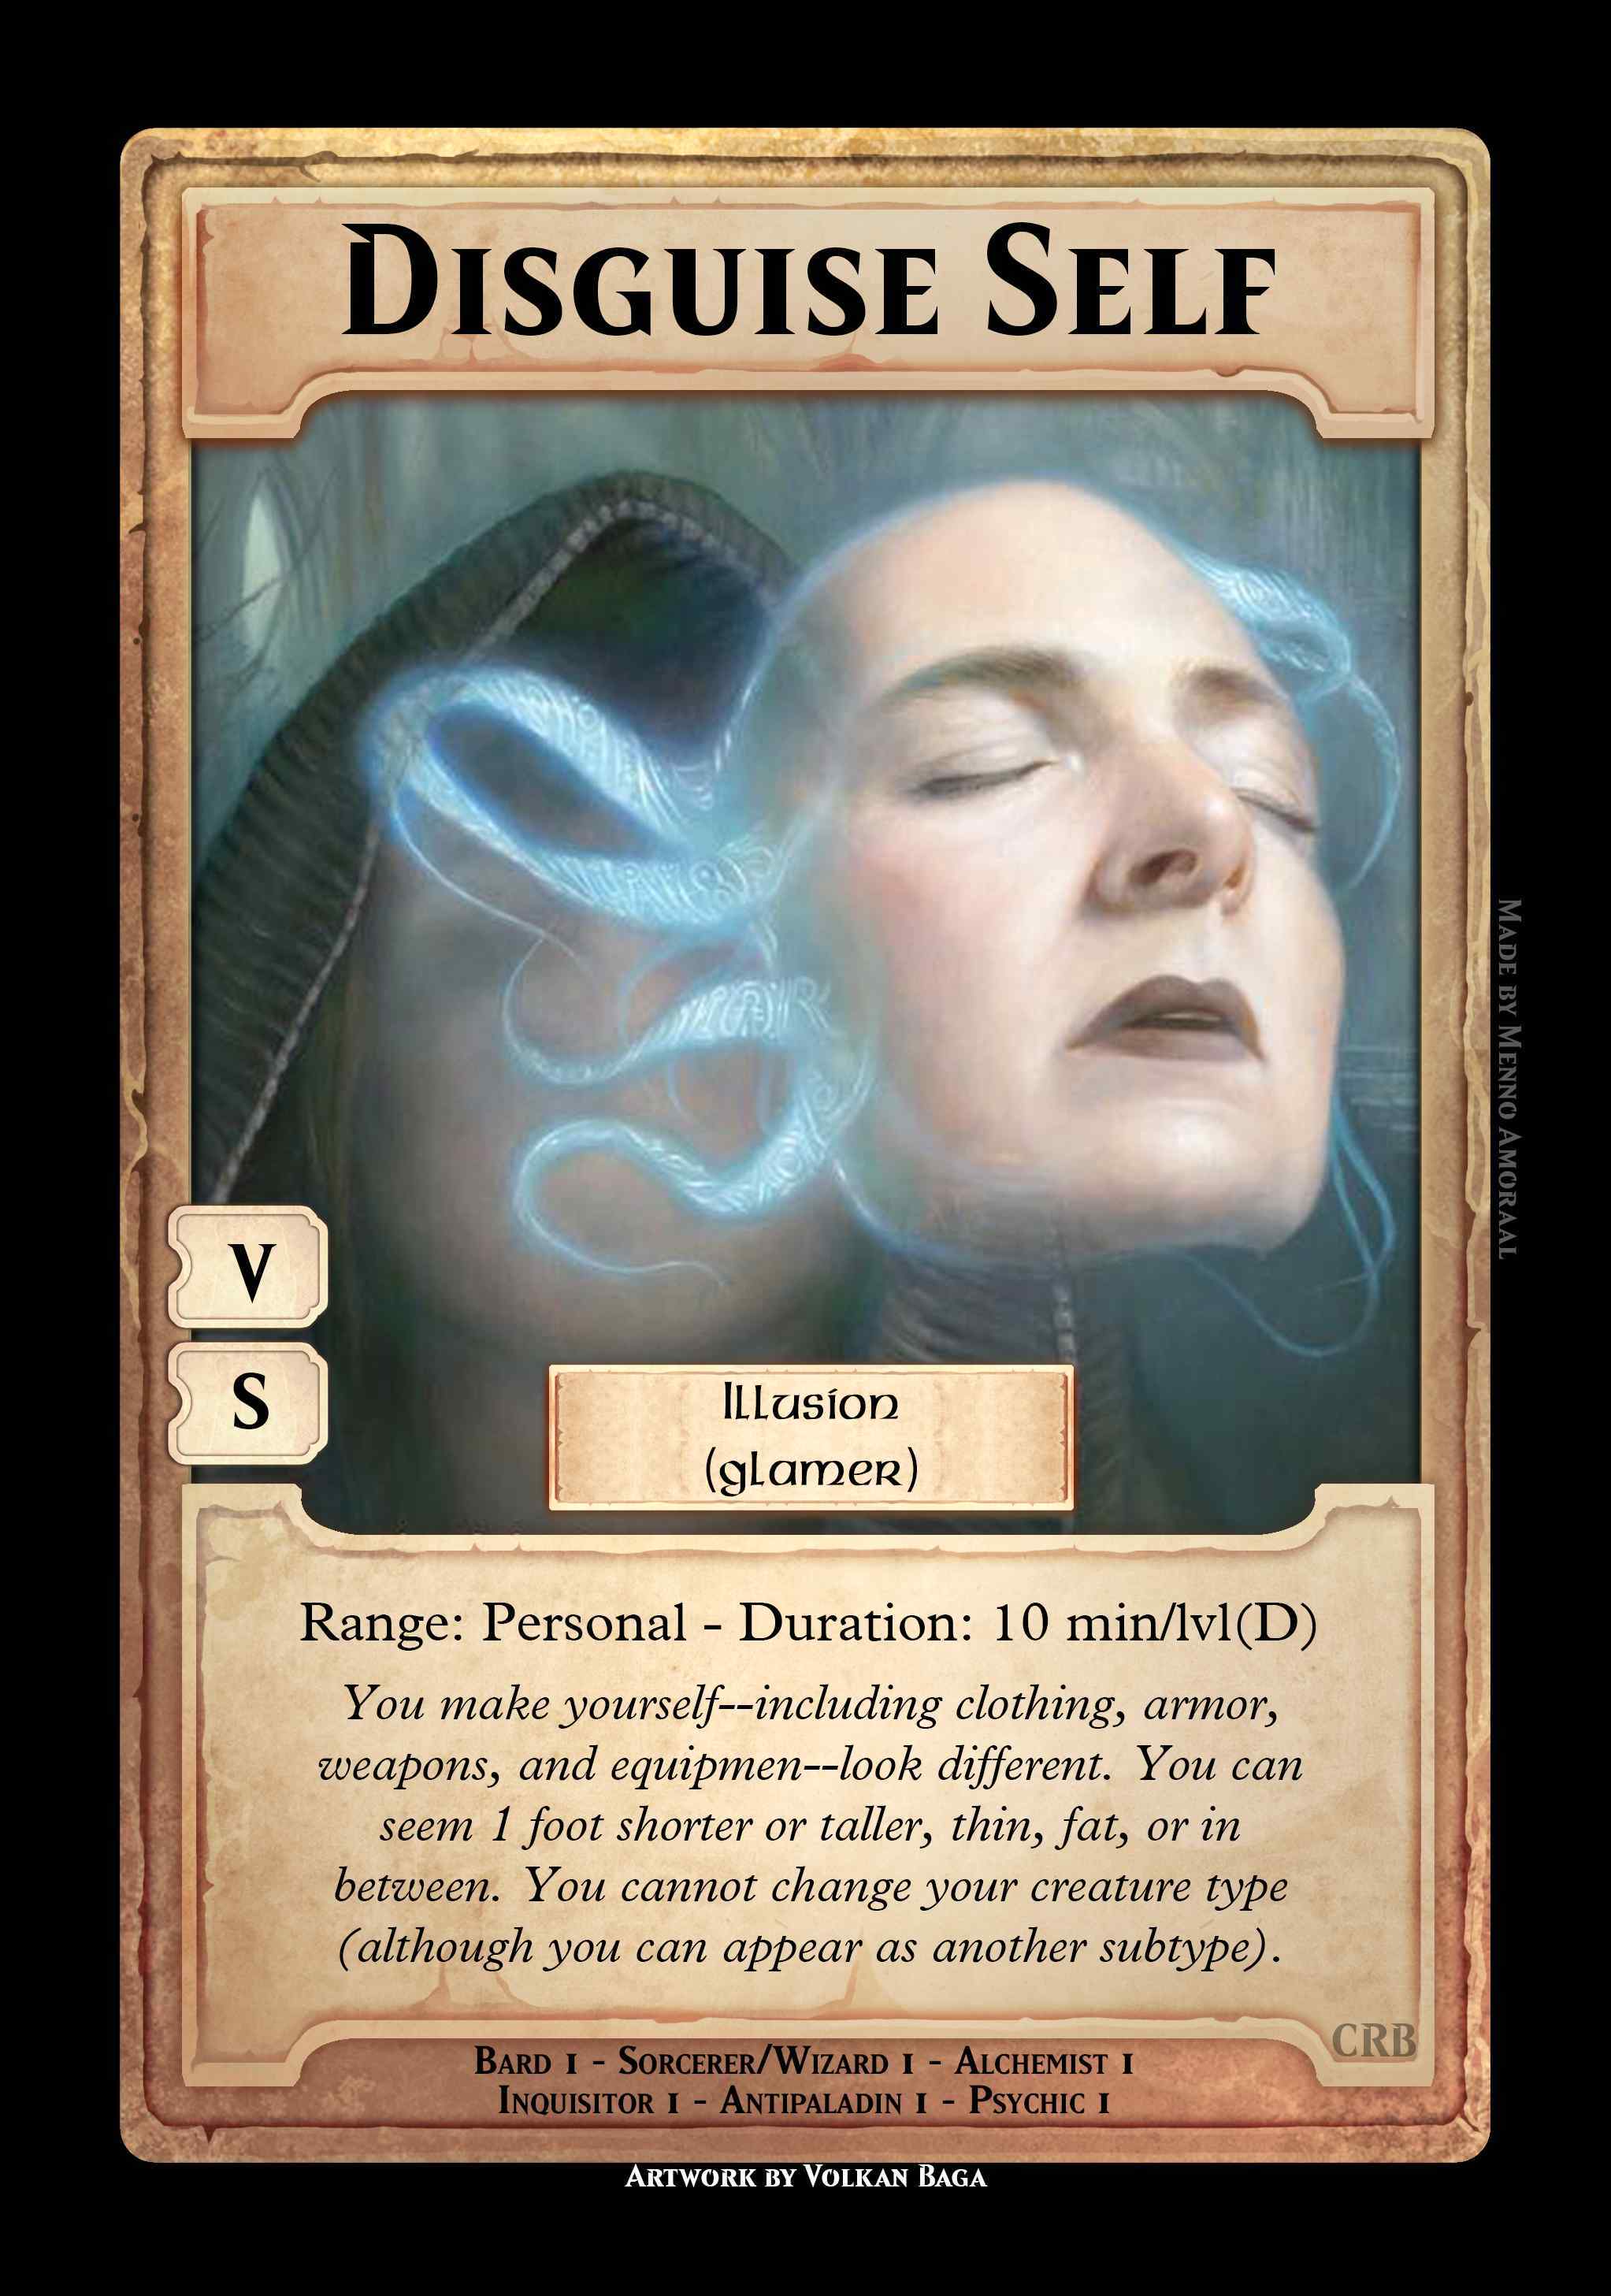 Disguise Self
V
S
Illusion
(glamer)
Range: Personal - Duration: 10 min/lvl(D)
You make yourself--including clothing, armor,
weapons, and equipmen--look different. You can
seem 1 foot shorter or taller, thin, fat, or in
between. You cannot change your creature type
(although you can appear as another subtype).
CRB
Bard 1 - Sorcerer/Wizard 1 - Alchemist 1
Inquisitor 1 - Antipaladin 1 - Psychic 1
Artwork by Volkan Baga
Made by Menno Amoraal